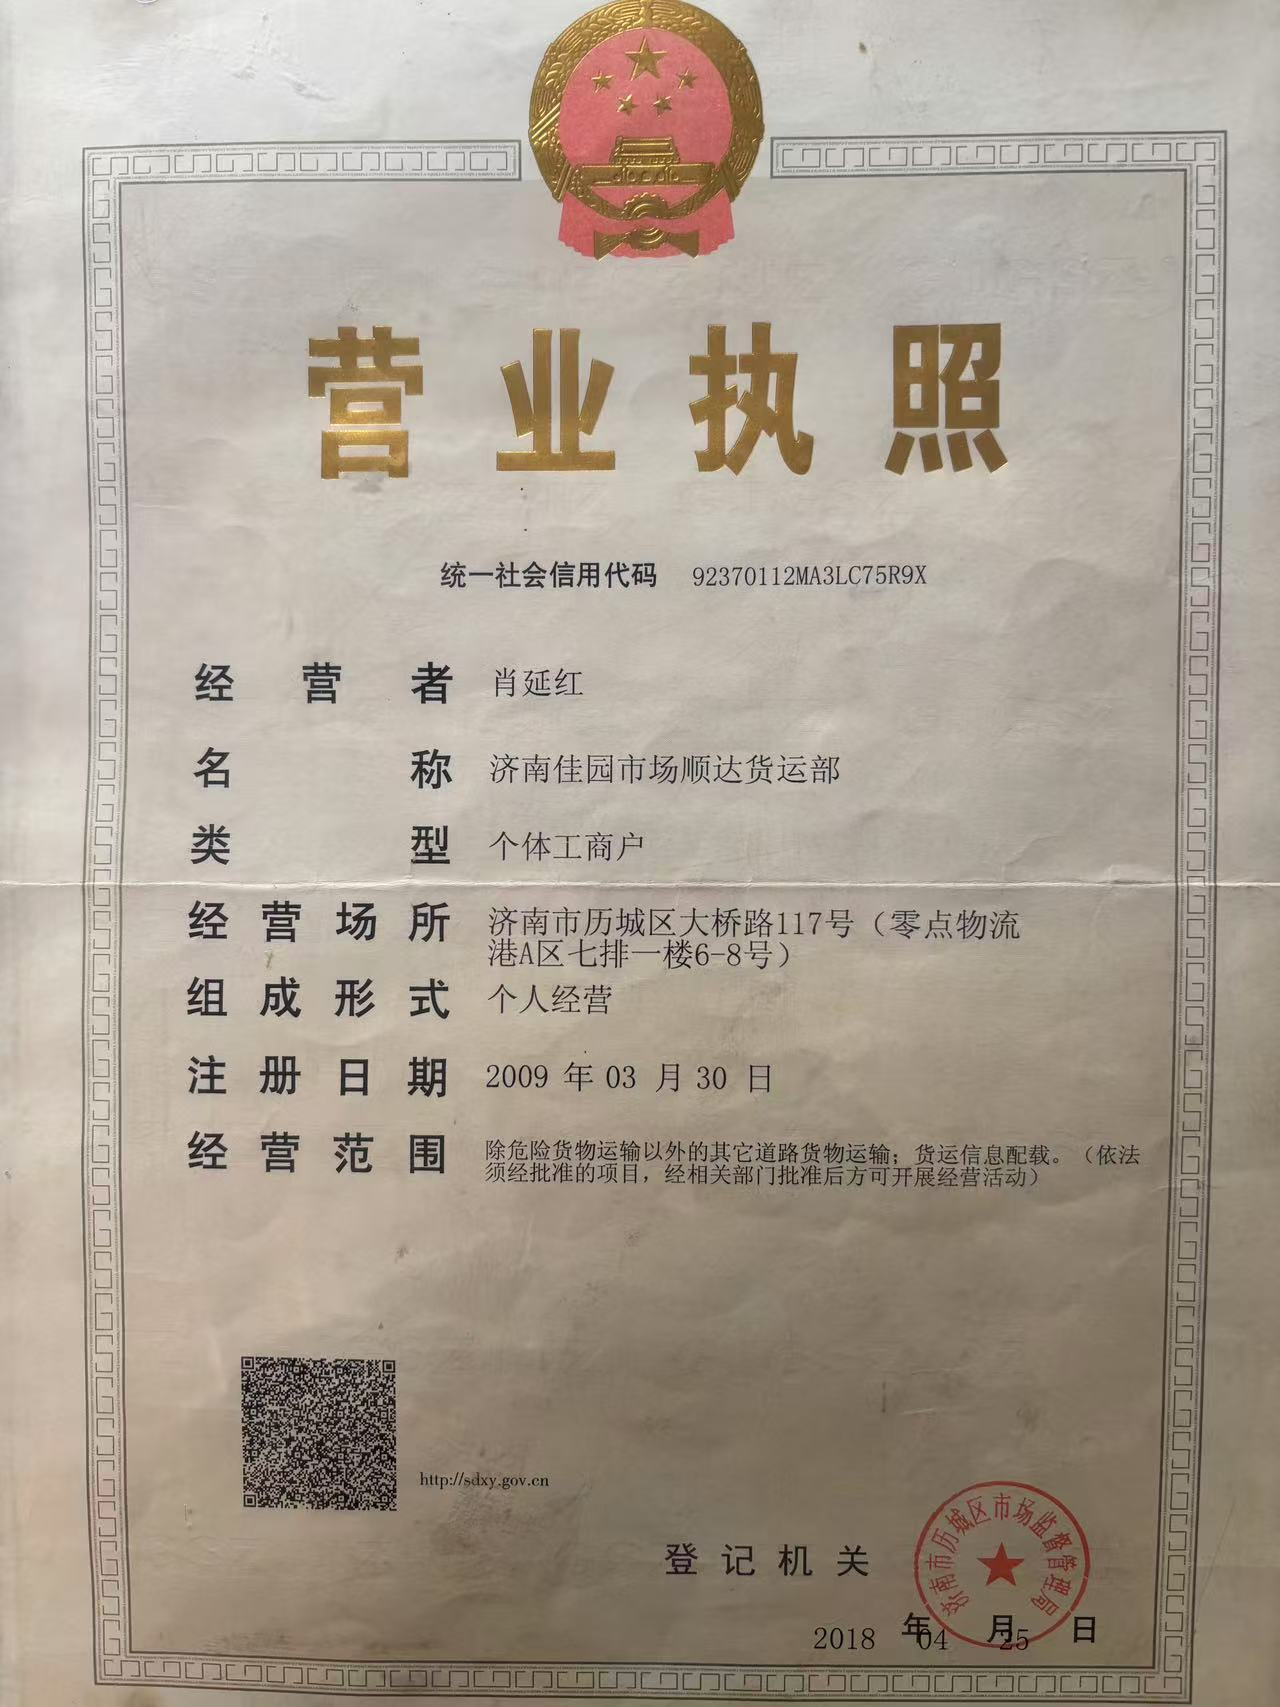 营业执照
统一社会信用代码 92370112MA3LC75R9X
经营者 肖延红
名称 济南佳园市场顺达货运部
类型 个体工商户
经营场所 济南市历城区大桥路117号（零点物流
港A区七排一楼6-8号）
组成形式 个人经营
注册日期 2009 年 03 月 30 日
经营范围 除危险货物运输以外的其它道路货物运输；货运信息配载。（依法
须经批准的项目，经相关部门批准后方可开展经营活动）
http://sdxy.gov.cn
登记机关
济南市历城区市场监督管理局
2018 年 04 月 25 日